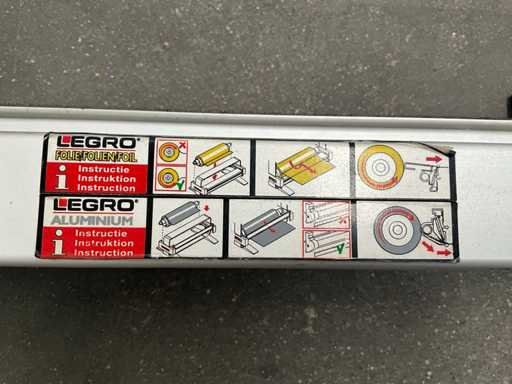 LEGRO
FOLIE/FOLIEN/FOIL
i Instructie
Instruktion
Instruction
LEGRO
ALUMINIUM
i Instructie
Instruktion
Instruction